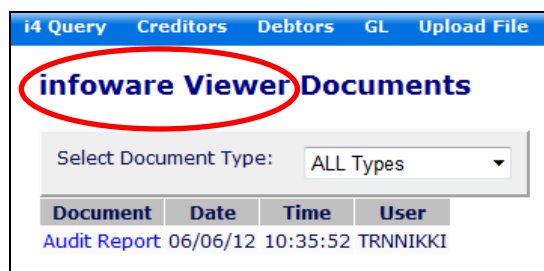 i4 Query Creditors Debtors GL Upload File
infoware Viewer Documents
Select Document Type: ALL Types
Document Date Time User
Audit Report 06/06/12 10:35:52 TRNNIKKI